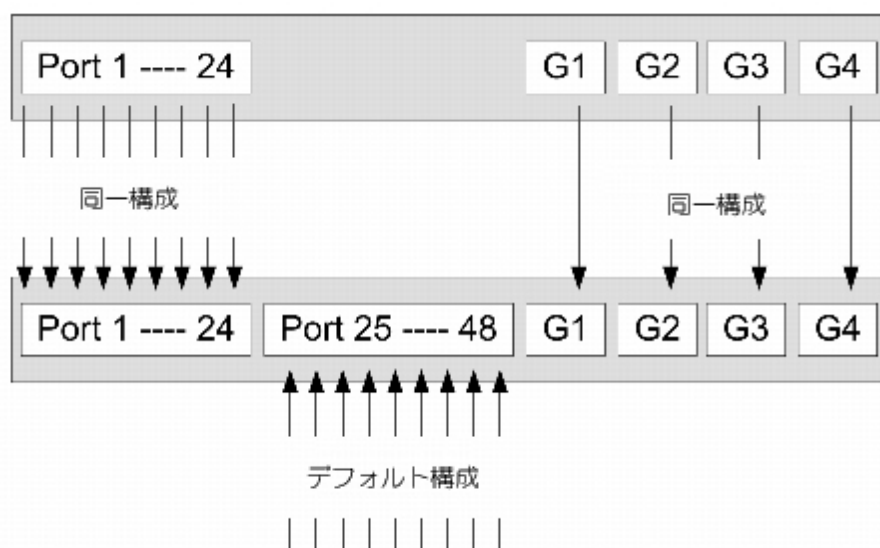 Port 1 ---- 24 G1 G2 G3 G4
同一構成 同一構成
Port 1 ---- 24 Port 25 ---- 48 G1 G2 G3 G4
デフォルト構成